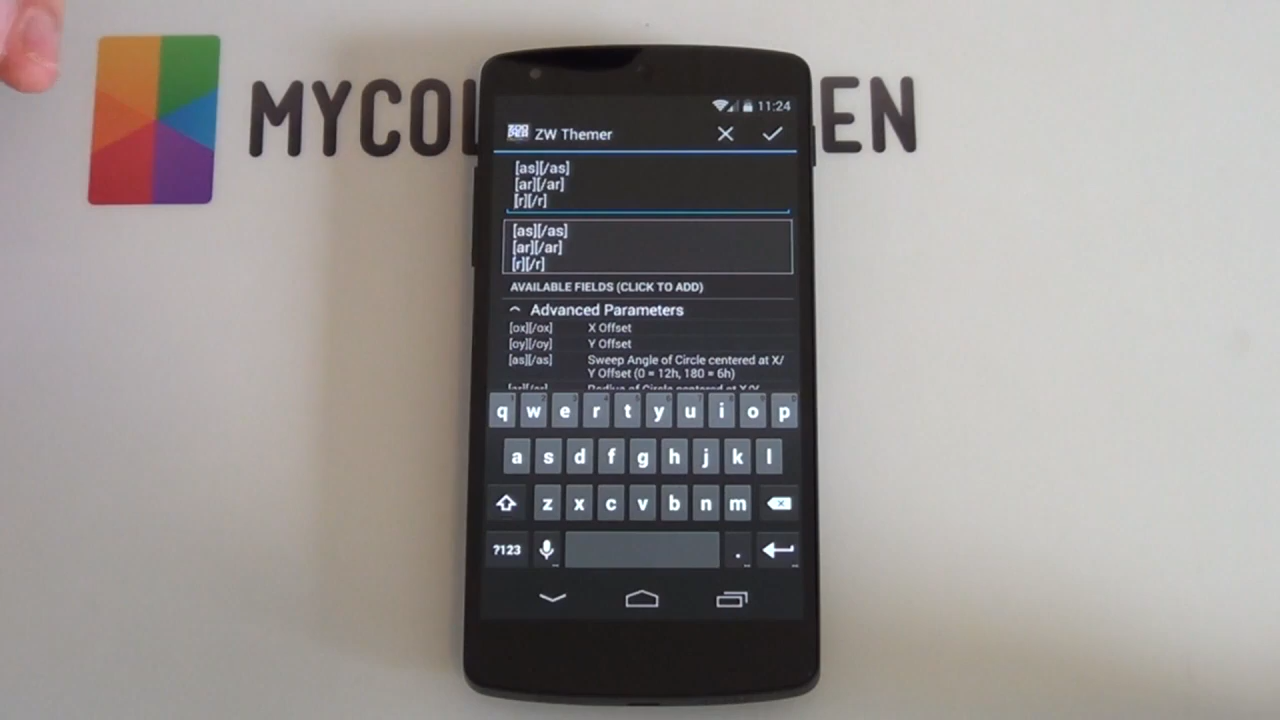 MYCOL
EN
11:24
ZW Themer
[as][/as]
[ar][/ar]
[r][/r]
[as][/as]
[ar][/ar]
[r][/r]
AVAILABLE FIELDS (CLICK TO ADD)
Advanced Parameters
[ox][/ox] X Offset
[oy][/oy] Y Offset
[as][/as] Sweep Angle of Circle centered at X/
Y Offset (0 = 12h, 180 = 6h)
q w e r t y u i o p
a s d f g h j k l
z x c v b n m
?123 .